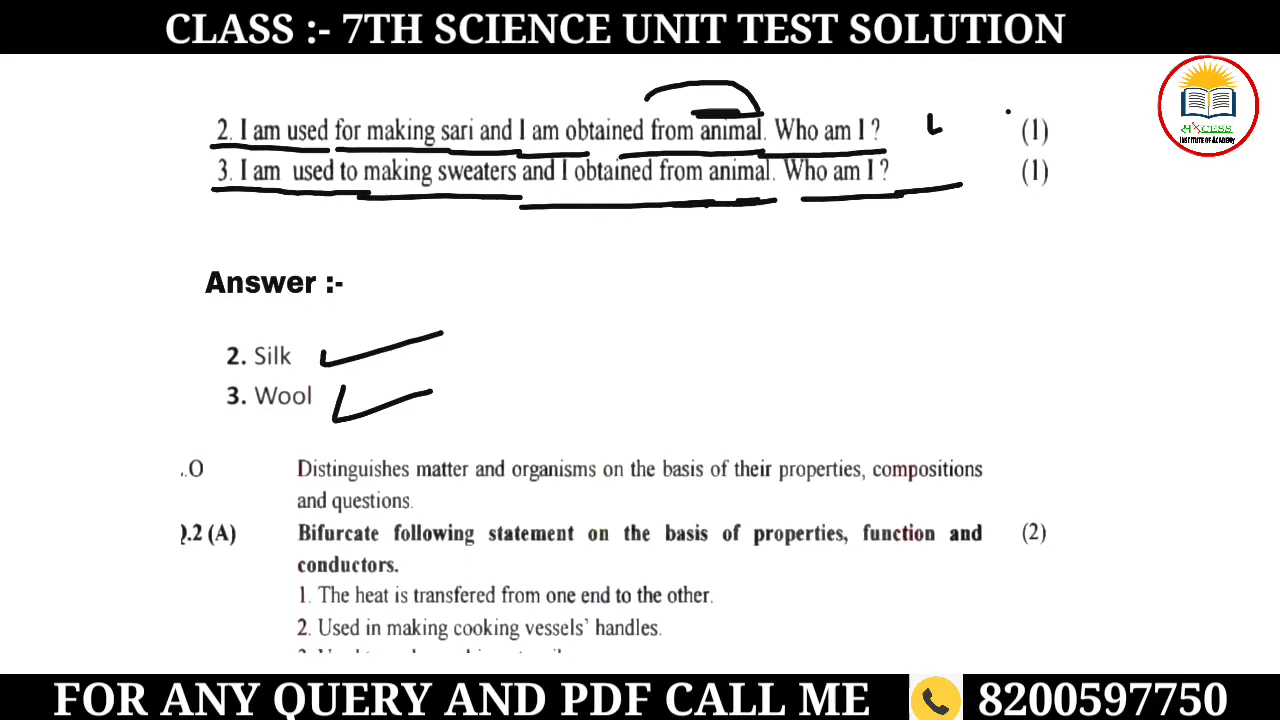 CLASS :- 7TH SCIENCE UNIT TEST SOLUTION
2. I am used for making sari and I am obtained from animal. Who am I ? (1)
3. I am used to making sweaters and I obtained from animal. Who am I ? (1)
INSTITUTE OF ACADEMY
Answer :-
2. Silk
3. Wool
.O Distinguishes matter and organisms on the basis of their properties, compositions
and questions.
.2 (A) Bifurcate following statement on the basis of properties, function and (2)
conductors.
1. The heat is transfered from one end to the other.
2. Used in making cooking vessels' handles.
FOR ANY QUERY AND PDF CALL ME 8200597750